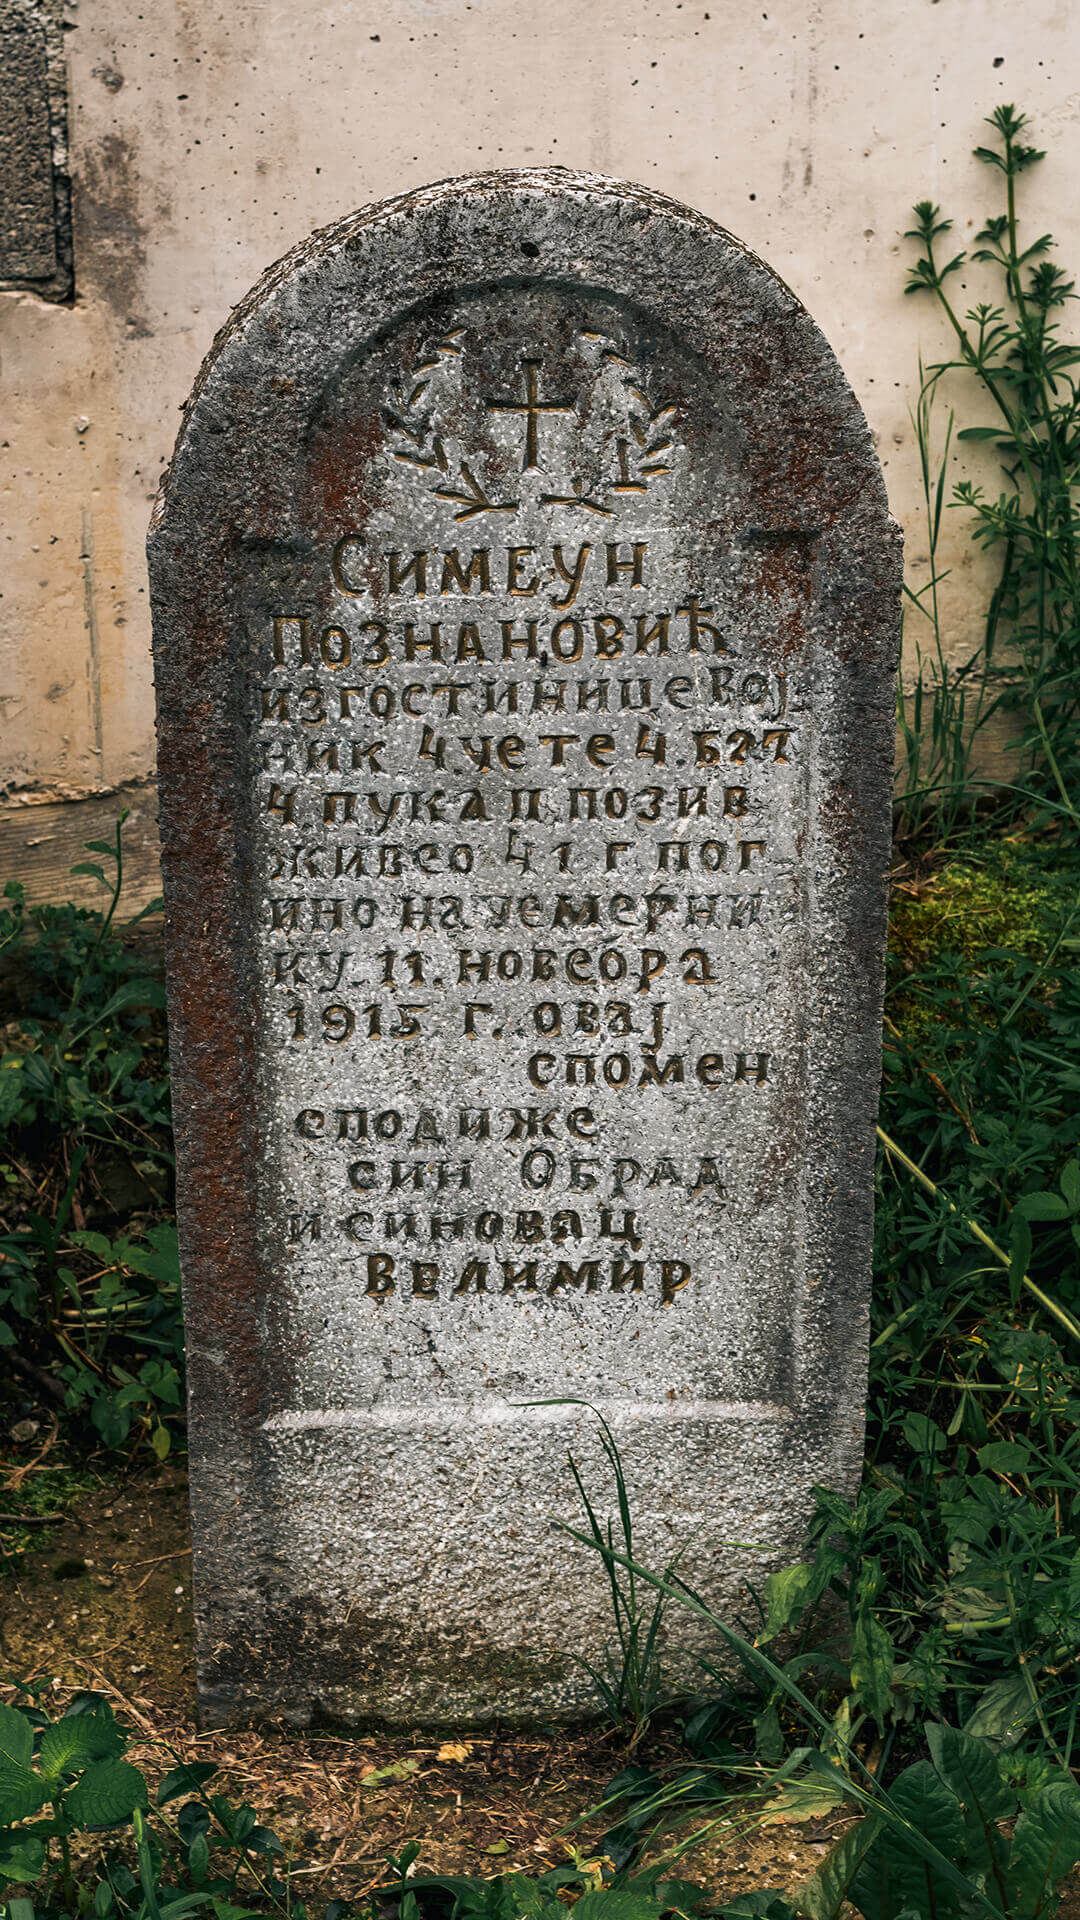 Симеун
Познановић
из гостинице вој
ник 4. чете 4. бат
4. пука II позив
живео 41 г. пог
ино на чемерни
ку 11. новебра
1915 г. овај
спомен
сподиже
син Обрад
и синовац
Велимир